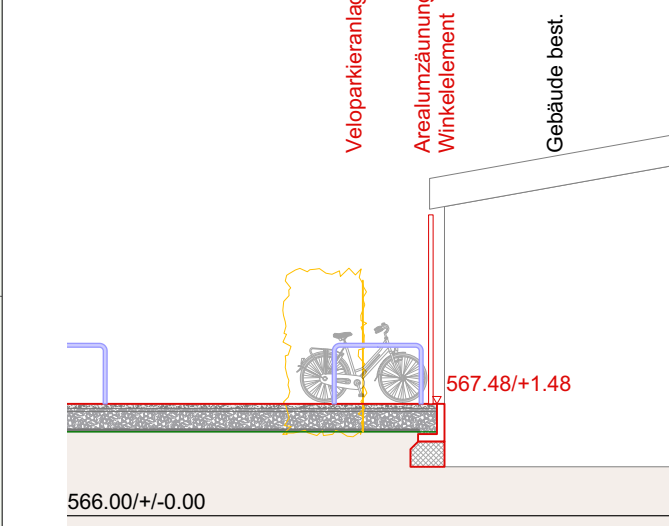 Veloparkieranlag
Arealumzäunung
Winkelelement
Gebäude best.
567.48/+1.48
566.00/+/-0.00